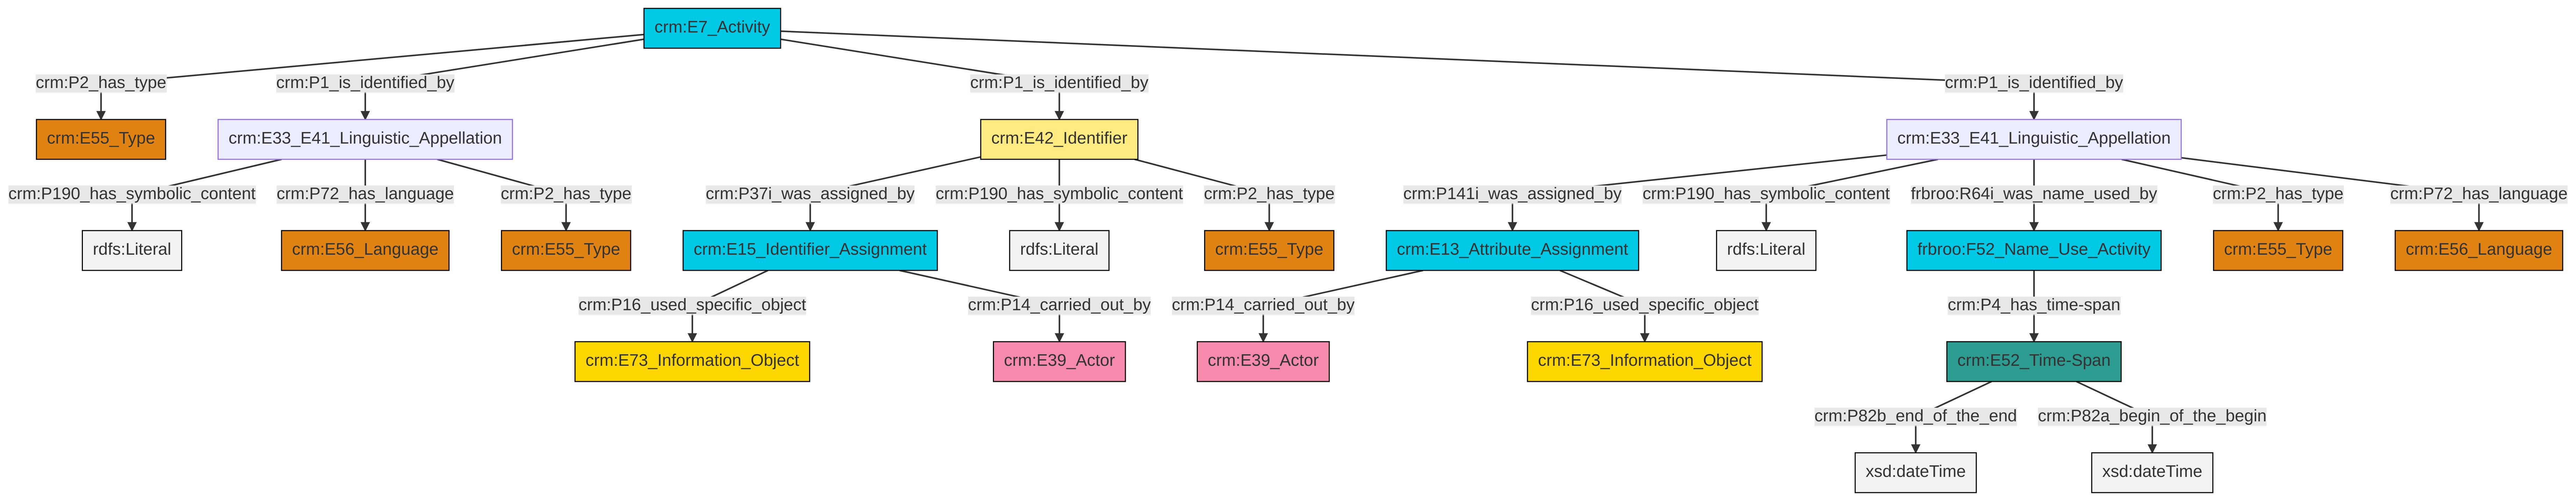 crm:E7_Activity
crm:P2_has_type
crm:P1_is_identified_by
crm:P1_is_identified_by
crm:P1_is_identified_by
crm:E55_Type
crm:E33_E41_Linguistic_Appellation
crm:E42_Identifier
crm:E33_E41_Linguistic_Appellation
crm:P190_has_symbolic_content
crm:P72_has_language
crm:P2_has_type
crm:P37i_was_assigned_by
crm:P190_has_symbolic_content
crm:P2_has_type
crm:P141i_was_assigned_by
crm:P190_has_symbolic_content
frbroo:R64i_was_name_used_by
crm:P2_has_type
crm:P72_has_language
rdfs:Literal
crm:E56_Language
crm:E55_Type
crm:E15_Identifier_Assignment
rdfs:Literal
crm:E55_Type
crm:E13_Attribute_Assignment
rdfs:Literal
frbroo:F52_Name_Use_Activity
crm:E55_Type
crm:E56_Language
crm:P16_used_specific_object
crm:P14_carried_out_by
crm:P14_carried_out_by
crm:P16_used_specific_object
crm:P4_has_time-span
crm:E73_Information_Object
crm:E39_Actor
crm:E39_Actor
crm:E73_Information_Object
crm:E52_Time-Span
crm:P82b_end_of_the_end
crm:P82a_begin_of_the_begin
xsd:dateTime
xsd:dateTime